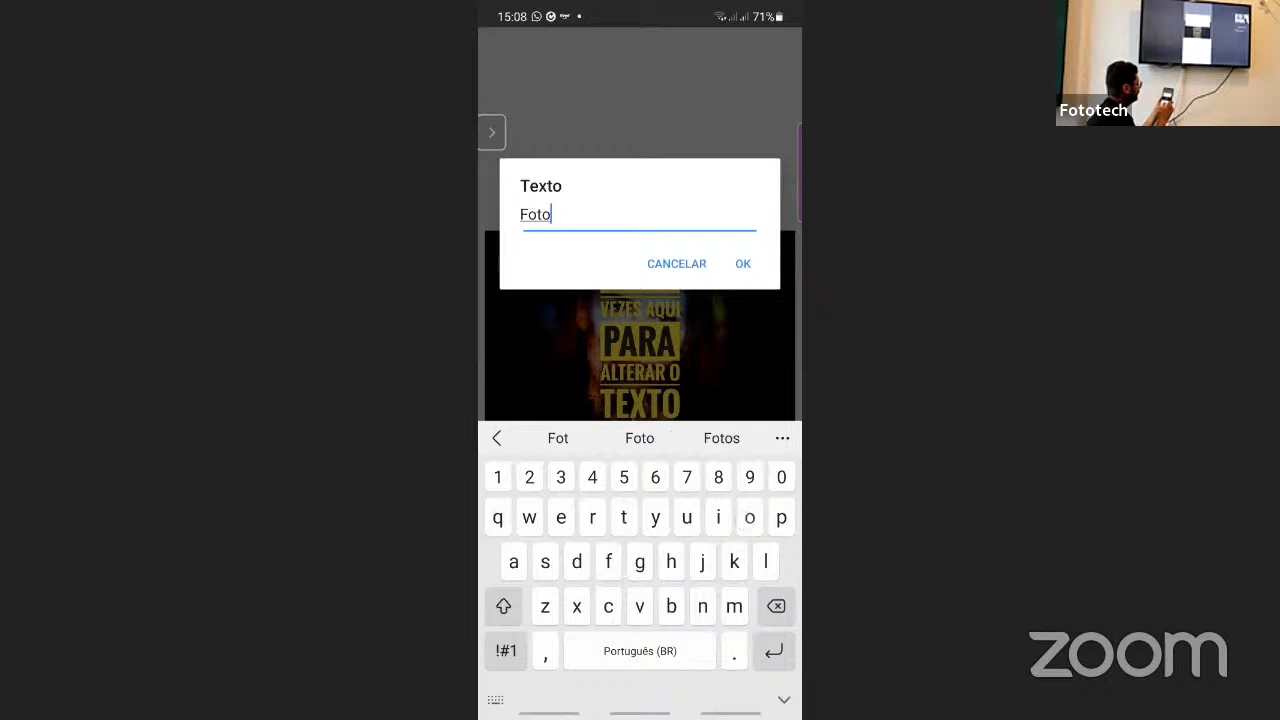 15:08 71%
Fototech
Texto
Foto
CANCELAR OK
VEZES AQUI
PARA
ALTERAR O
TEXTO
Fot Foto Fotos
1 2 3 4 5 6 7 8 9 0
q w e r t y u i o p
a s d f g h j k l
z x c v b n m
!#1 , Português (BR) .
zoom